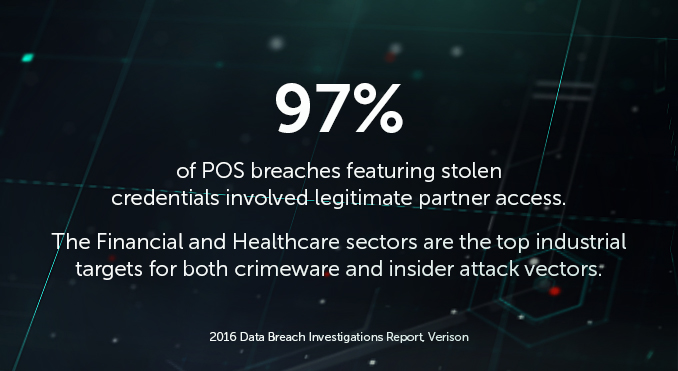 97%
of POS breaches featuring stolen
credentials involved legitimate partner access.
The Financial and Healthcare sectors are the top industrial
targets for both crimeware and insider attack vectors.
2016 Data Breach Investigations Report, Verison